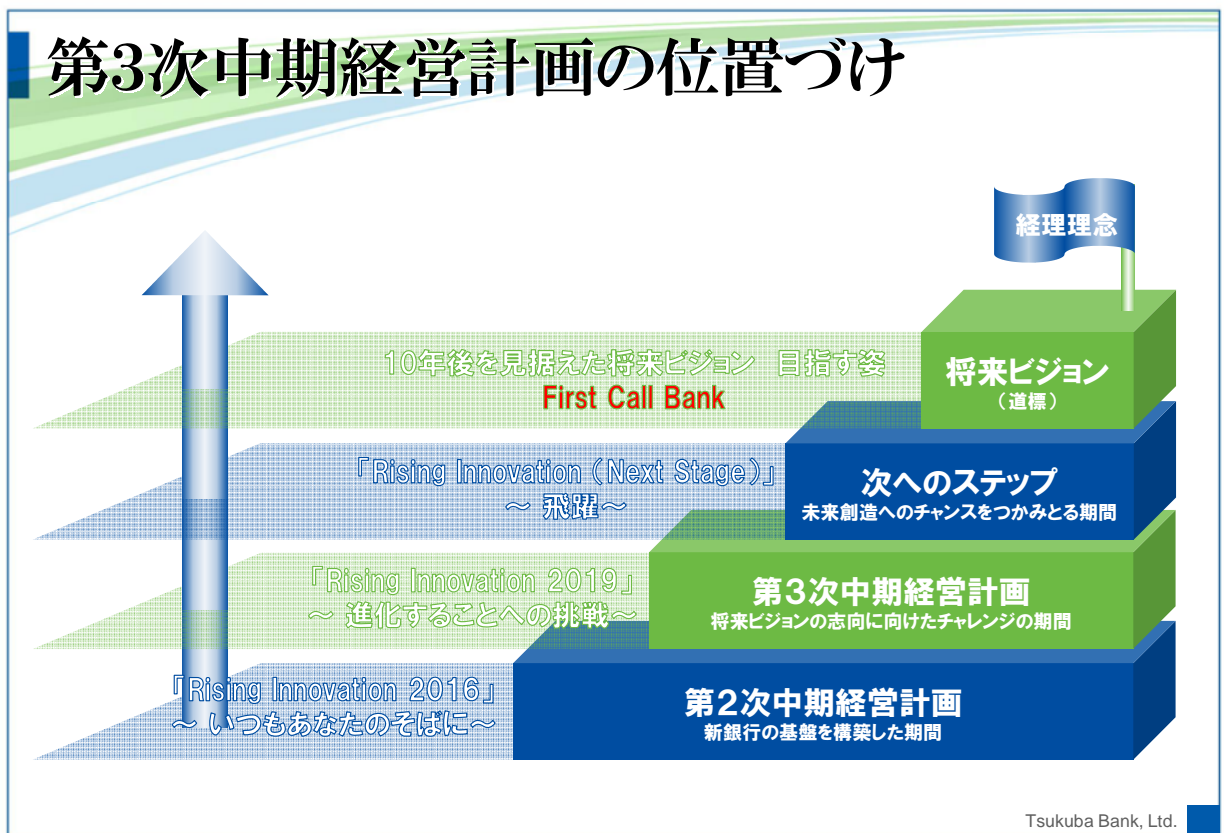 第3次中期経営計画の位置づけ
経理理念
10年後を見据えた将来ビジョン　目指す姿
First Call Bank
将来ビジョン
（道標）
「Rising Innovation（Next Stage）」
～ 飛躍～
次へのステップ
未来創造へのチャンスをつかみとる期間
「Rising Innovation 2019」
～ 進化することへの挑戦～
第３次中期経営計画
将来ビジョンの志向に向けたチャレンジの期間
「Rising Innovation 2016」
～ いつもあなたのそばに～
第２次中期経営計画
新銀行の基盤を構築した期間
Tsukuba Bank, Ltd.